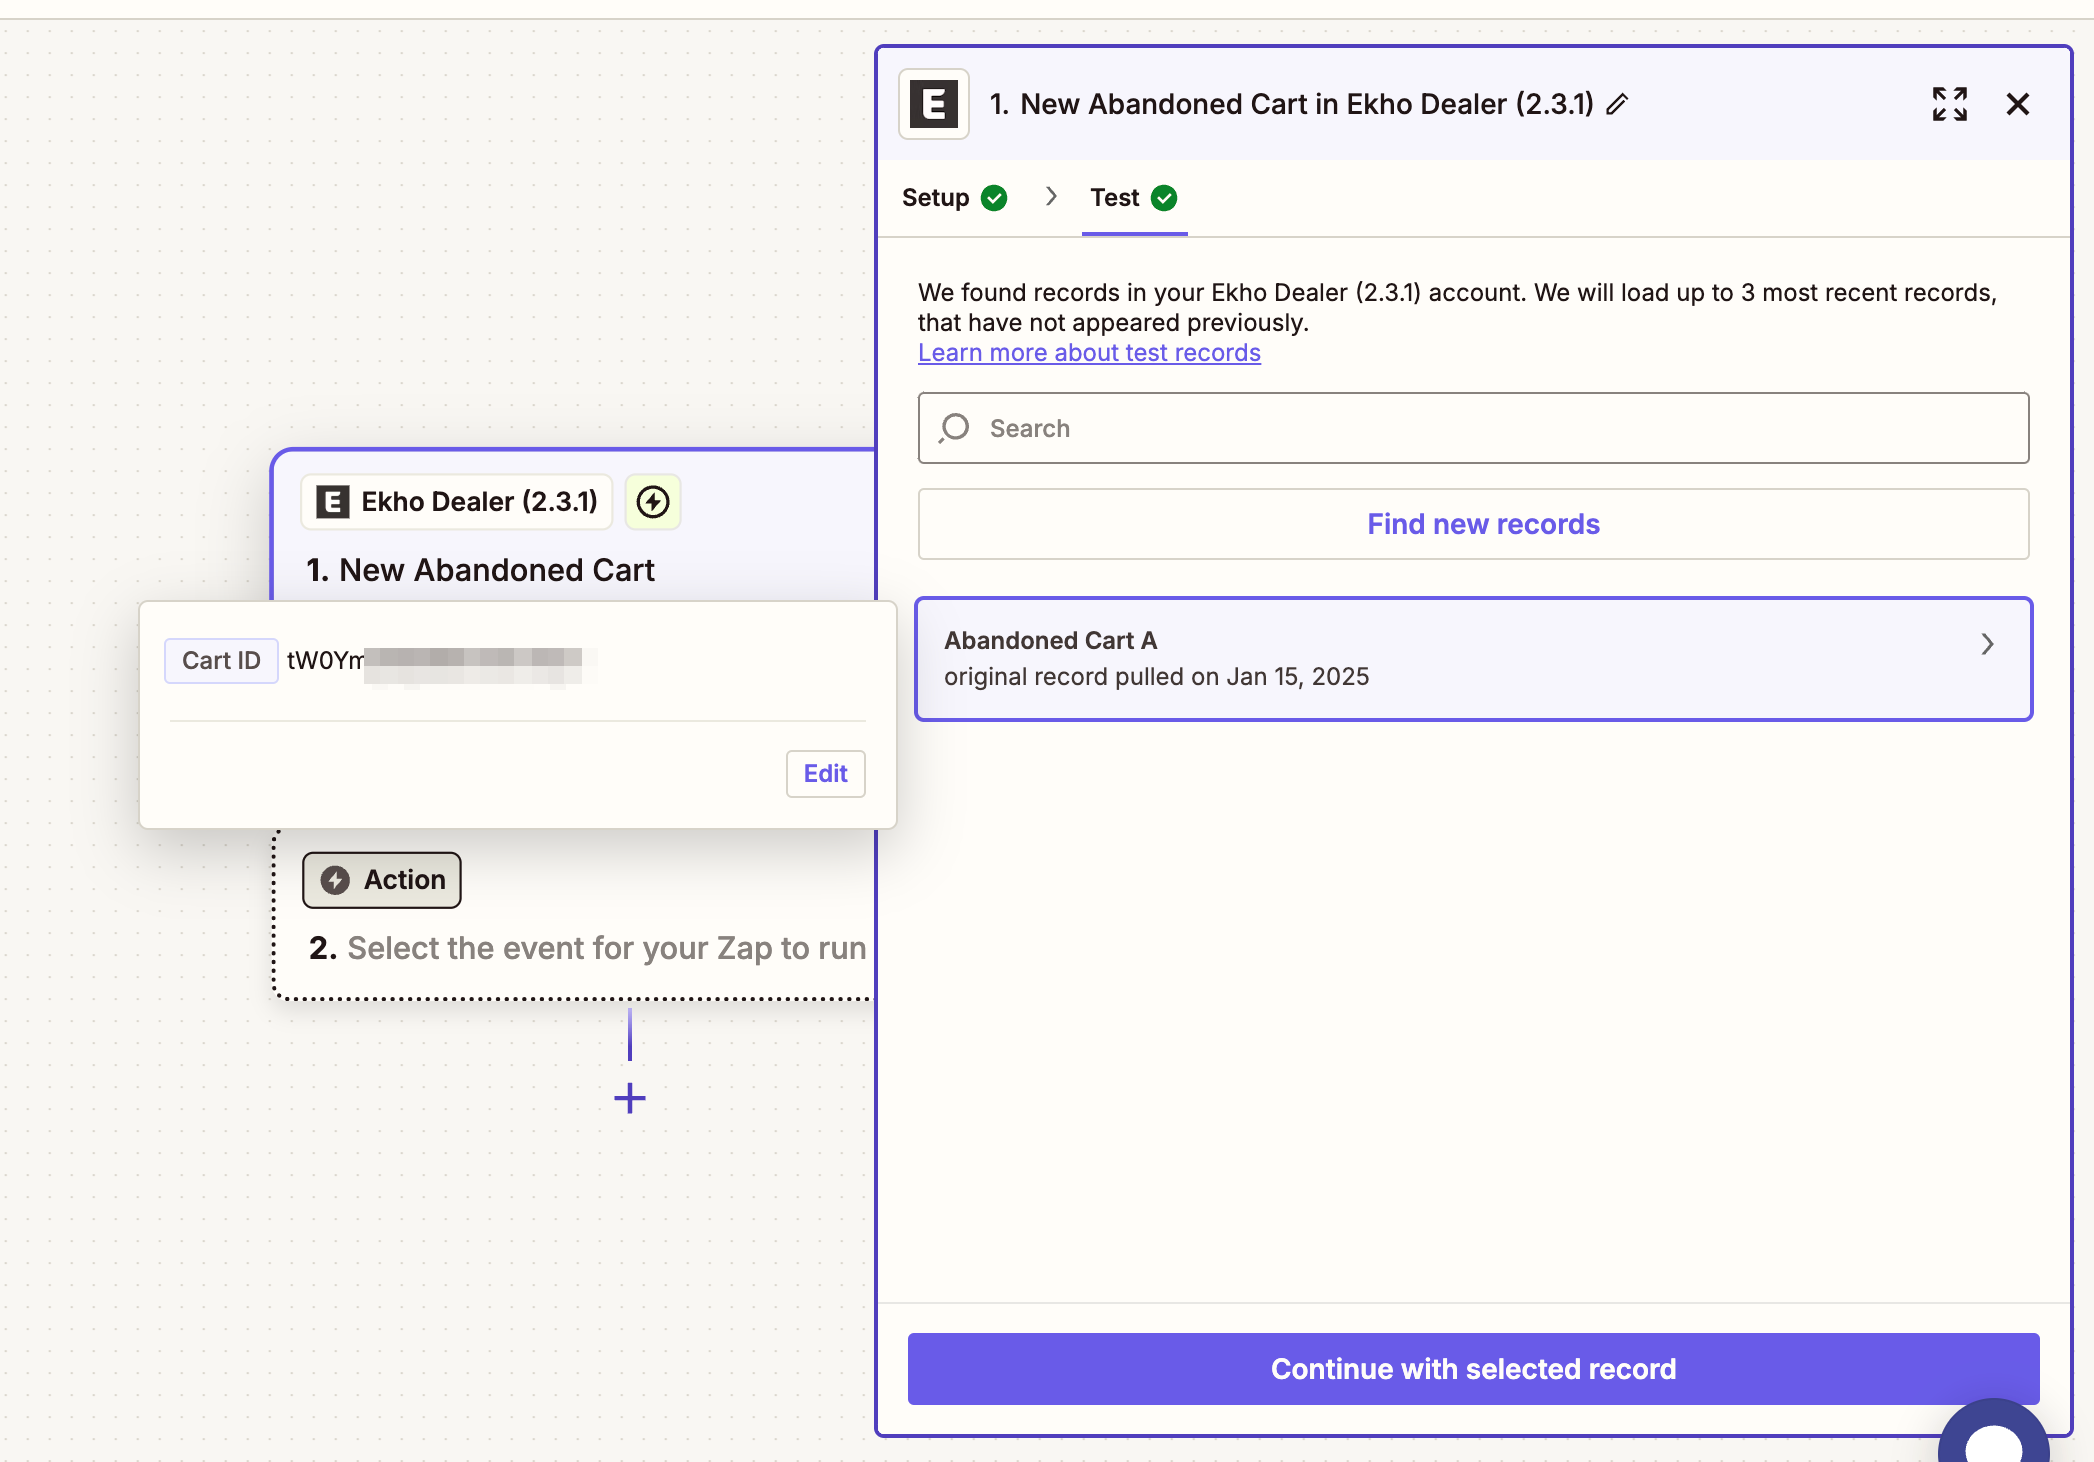 1. New Abandoned Cart in Ekho Dealer (2.3.1)
Setup
Test
We found records in your Ekho Dealer (2.3.1) account. We will load up to 3 most recent records,
that have not appeared previously.
Learn more about test records
Search
Find new records
Abandoned Cart A
original record pulled on Jan 15, 2025
Continue with selected record
E Ekho Dealer (2.3.1)
1. New Abandoned Cart
Cart ID tW0Ym
Edit
Action
2. Select the event for your Zap to run